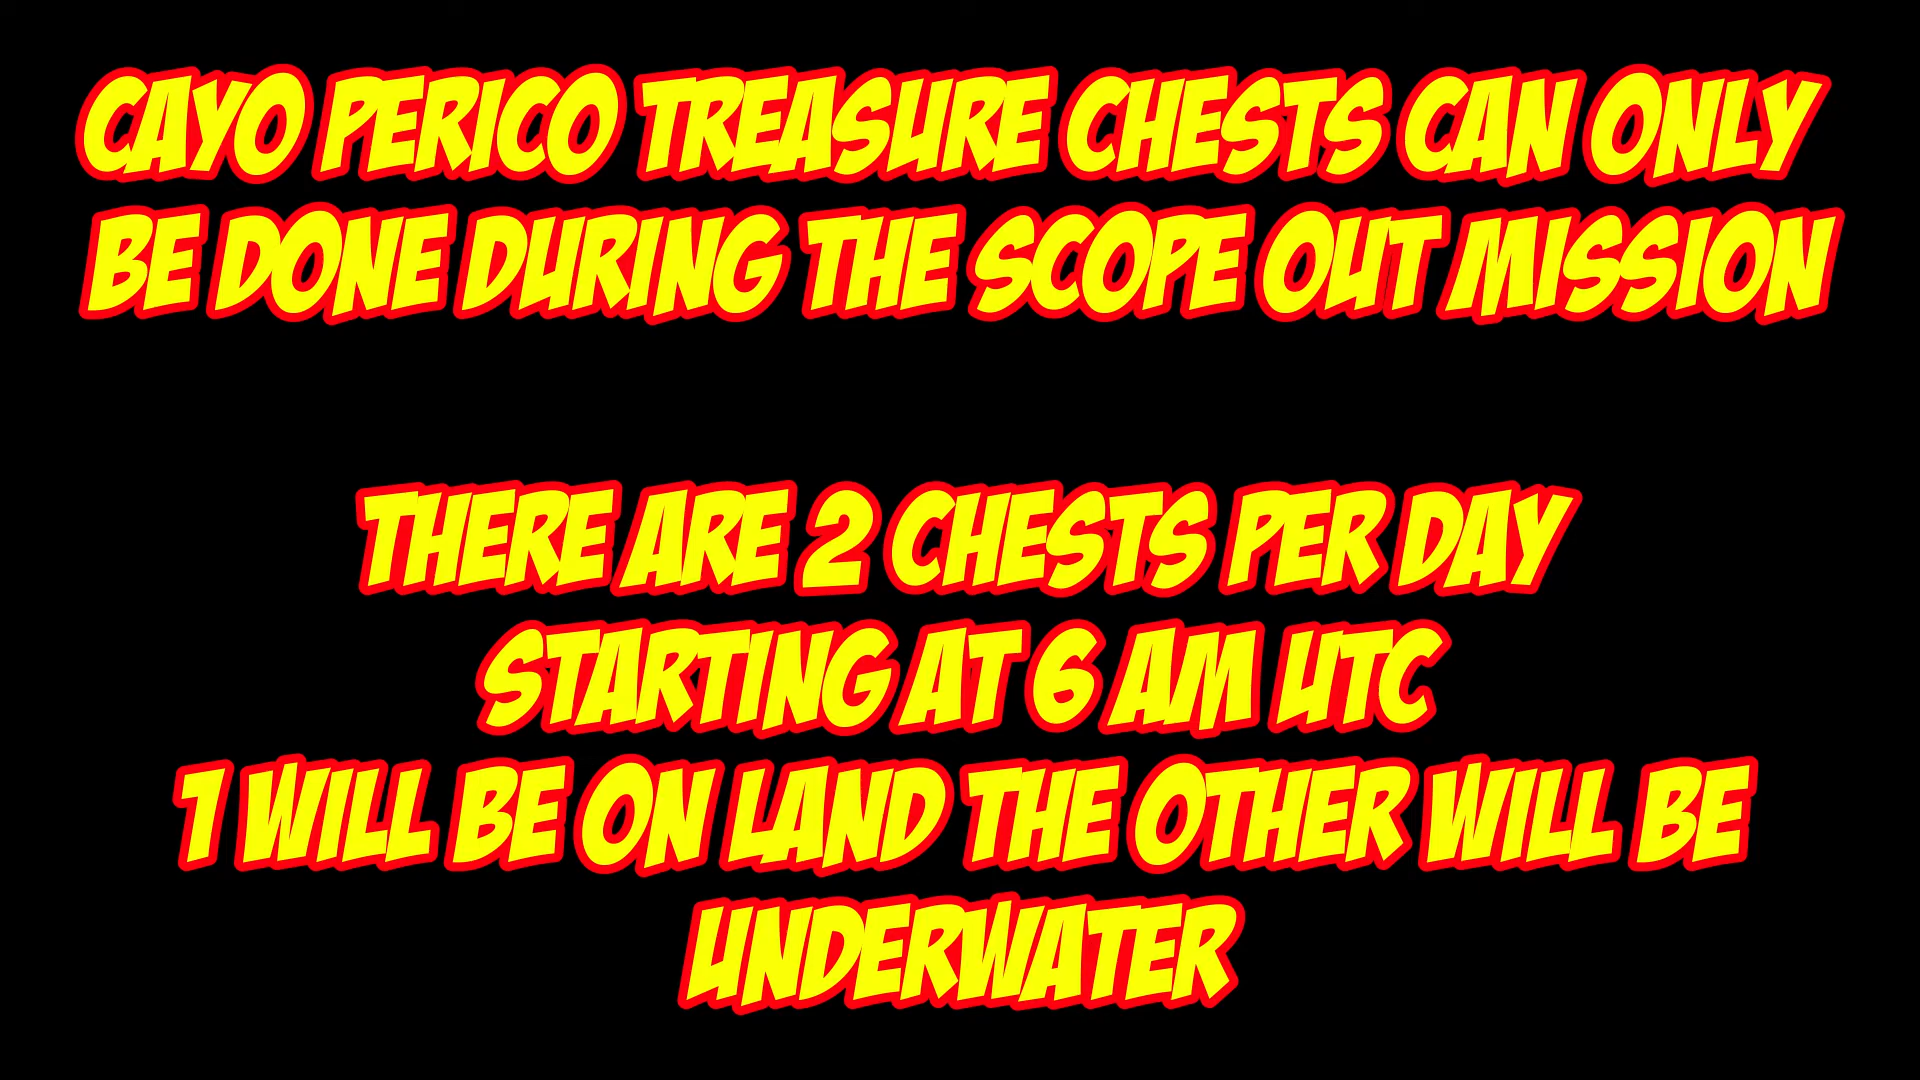 CAYO PERICO TREASURE CHESTS CAN ONLY
BE DONE DURING THE SCOPE OUT MISSION
THERE ARE 2 CHESTS PER DAY
STARTING AT 6 AM UTC
1 WILL BE ON LAND THE OTHER WILL BE
UNDERWATER